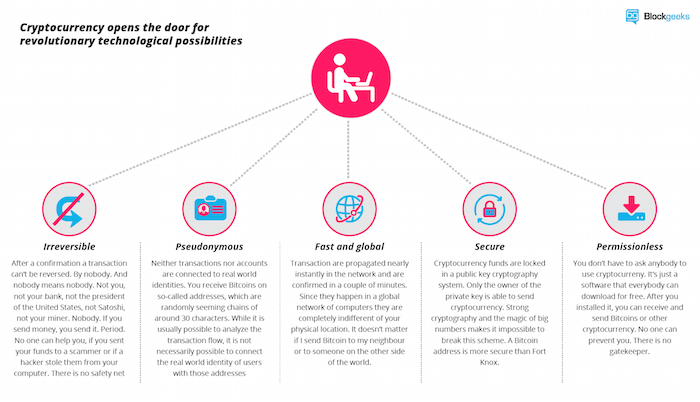 Cryptocurrency opens the door for
revolutionary technological possibilities
Blockgeeks
Irreversible
After a confirmation a transaction
can't be reversed. By nobody. And
nobody means nobody. Not you,
not your bank, not the president
of the United States, not Satoshi,
not your miner. Nobody. If you
send money, you send it. Period.
No one can help you, if you sent
your funds to a scammer or if a
hacker stole them from your
computer. There is no safety net
Pseudonymous
Neither transactions nor accounts
are connected to real world
identities. You receive Bitcoins on
so-called addresses, which are
randomly seeming chains of
around 30 characters. While it is
usually possible to analyze the
transaction flow, it is not
necessarily possible to connect
the real world identity of users
with those addresses
Fast and global
Transaction are propagated nearly
instantly in the network and are
confirmed in a couple of minutes.
Since they happen in a global
network of computers they are
completely indifferent of your
physical location. It doesn't matter
if I send Bitcoin to my neighbour
or to someone on the other side
of the world.
Secure
Cryptocurrency funds are locked
in a public key cryptography
system. Only the owner of the
private key is able to send
cryptocurrency. Strong
cryptography and the magic of big
numbers makes it impossible to
break this scheme. A Bitcoin
address is more secure than Fort
Knox.
Permissionless
You don't have to ask anybody to
use cryptocurreny. It's just a
software that everybody can
download for free. After you
installed it, you can receive and
send Bitcoins or other
cryptocurrency. No one can
prevent you. There is no
gatekeeper.